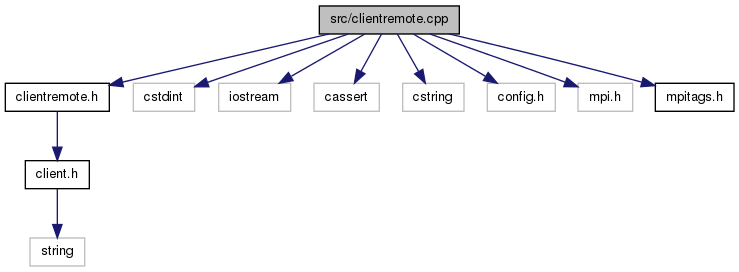 src/clientremote.cpp
clientremote.h
cstdint
iostream
cassert
cstring
config.h
mpi.h
mpitags.h
client.h
string